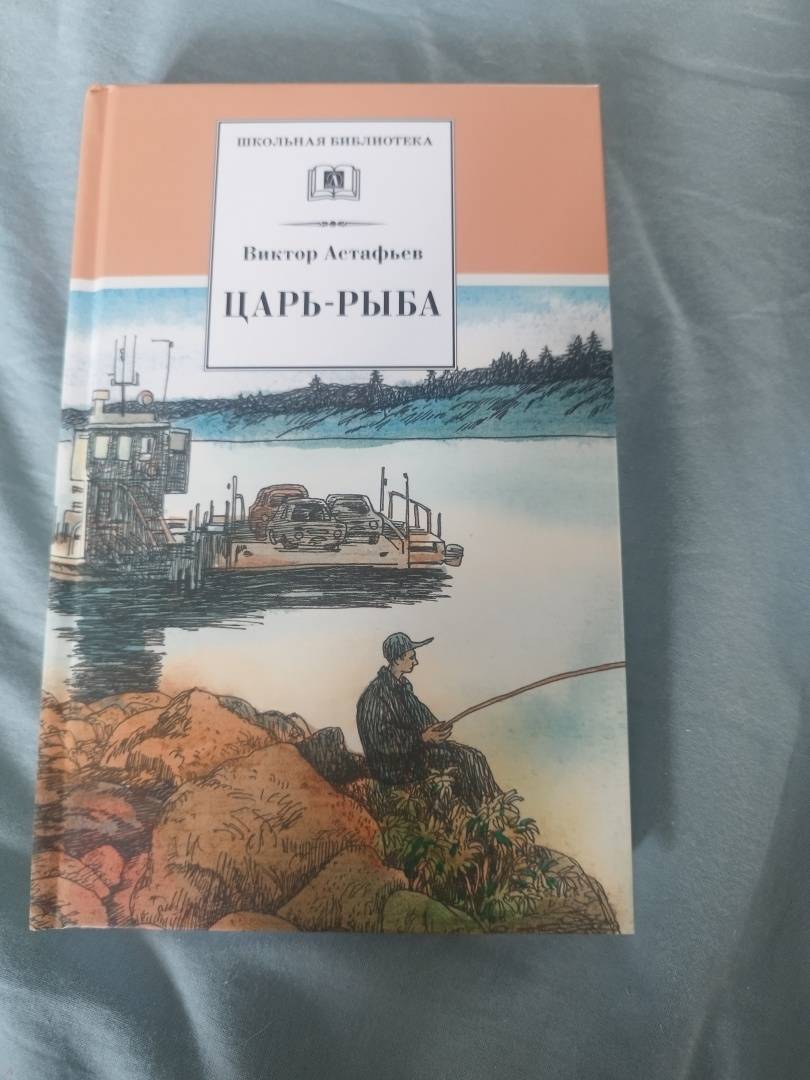 ШКОЛЬНАЯ БИБЛИОТЕКА
Виктор Астафьев
ЦАРЬ-РЫБА